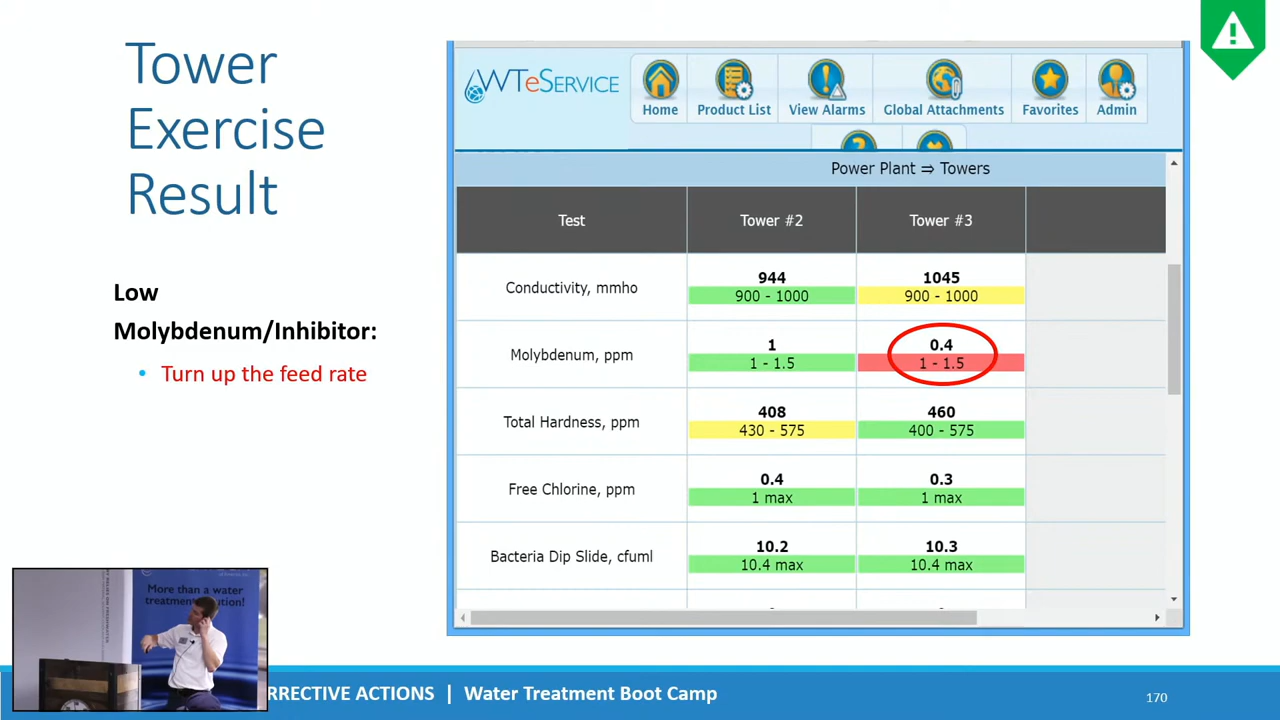 Tower
Exercise
Result
Low
Molybdenum/Inhibitor:
• Turn up the feed rate
WTeSERVICE
Home
Product List
View Alarms
Global Attachments
Favorites
Admin
Power Plant ⇒ Towers
Test
Tower #2
Tower #3
Conductivity, mmho
944
900 - 1000
1045
900 - 1000
Molybdenum, ppm
1
1 - 1.5
0.4
1 - 1.5
Total Hardness, ppm
408
430 - 575
460
400 - 575
Free Chlorine, ppm
0.4
1 max
0.3
1 max
Bacteria Dip Slide, cfuml
10.2
10.4 max
10.3
10.4 max
More than a water
treatment
RRECTIVE ACTIONS | Water Treatment Boot Camp
170